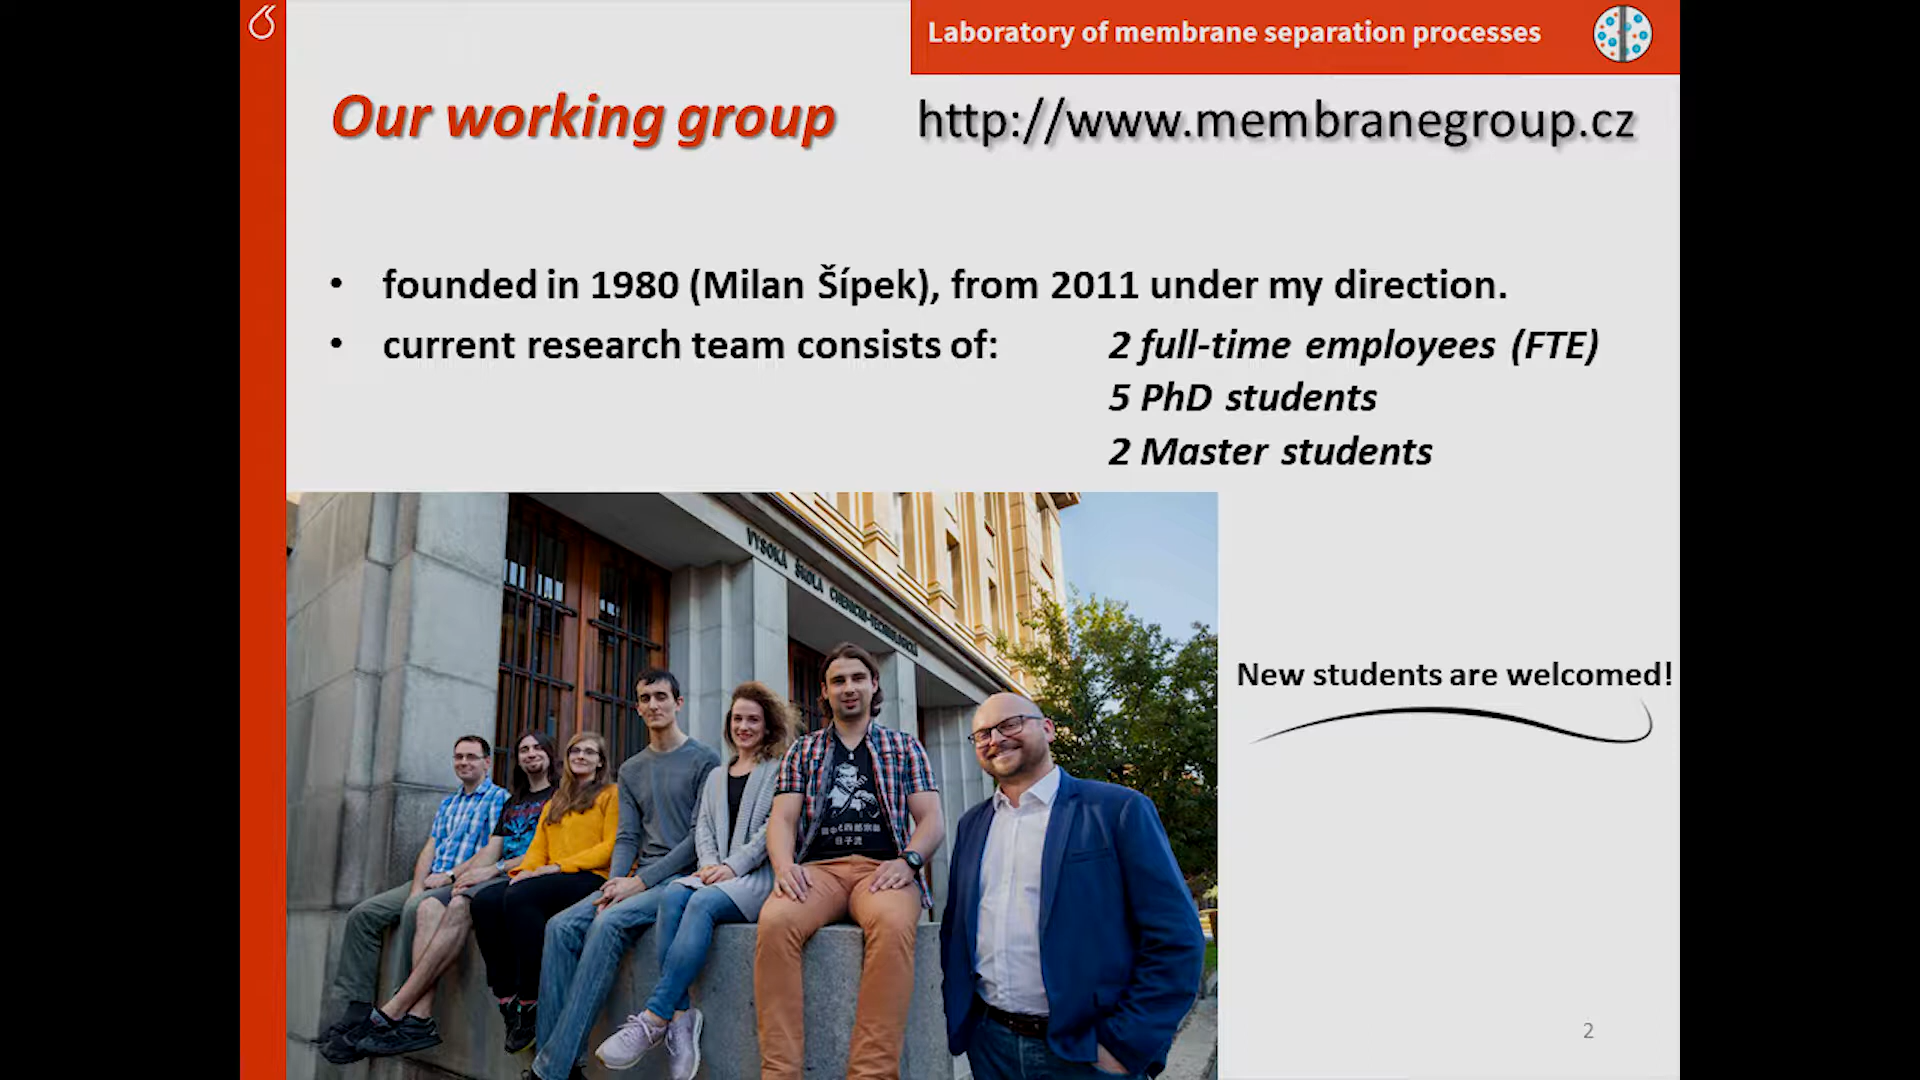 Laboratory of membrane separation processes
Our working group
http://www.membranegroup.cz
• founded in 1980 (Milan Šípek), from 2011 under my direction.
• current research team consists of: 2 full-time employees (FTE)
5 PhD students
2 Master students
VYSOKÁ ŠKOLA CHEMICKO-TECHNOLOGICKÁ
New students are welcomed!
2